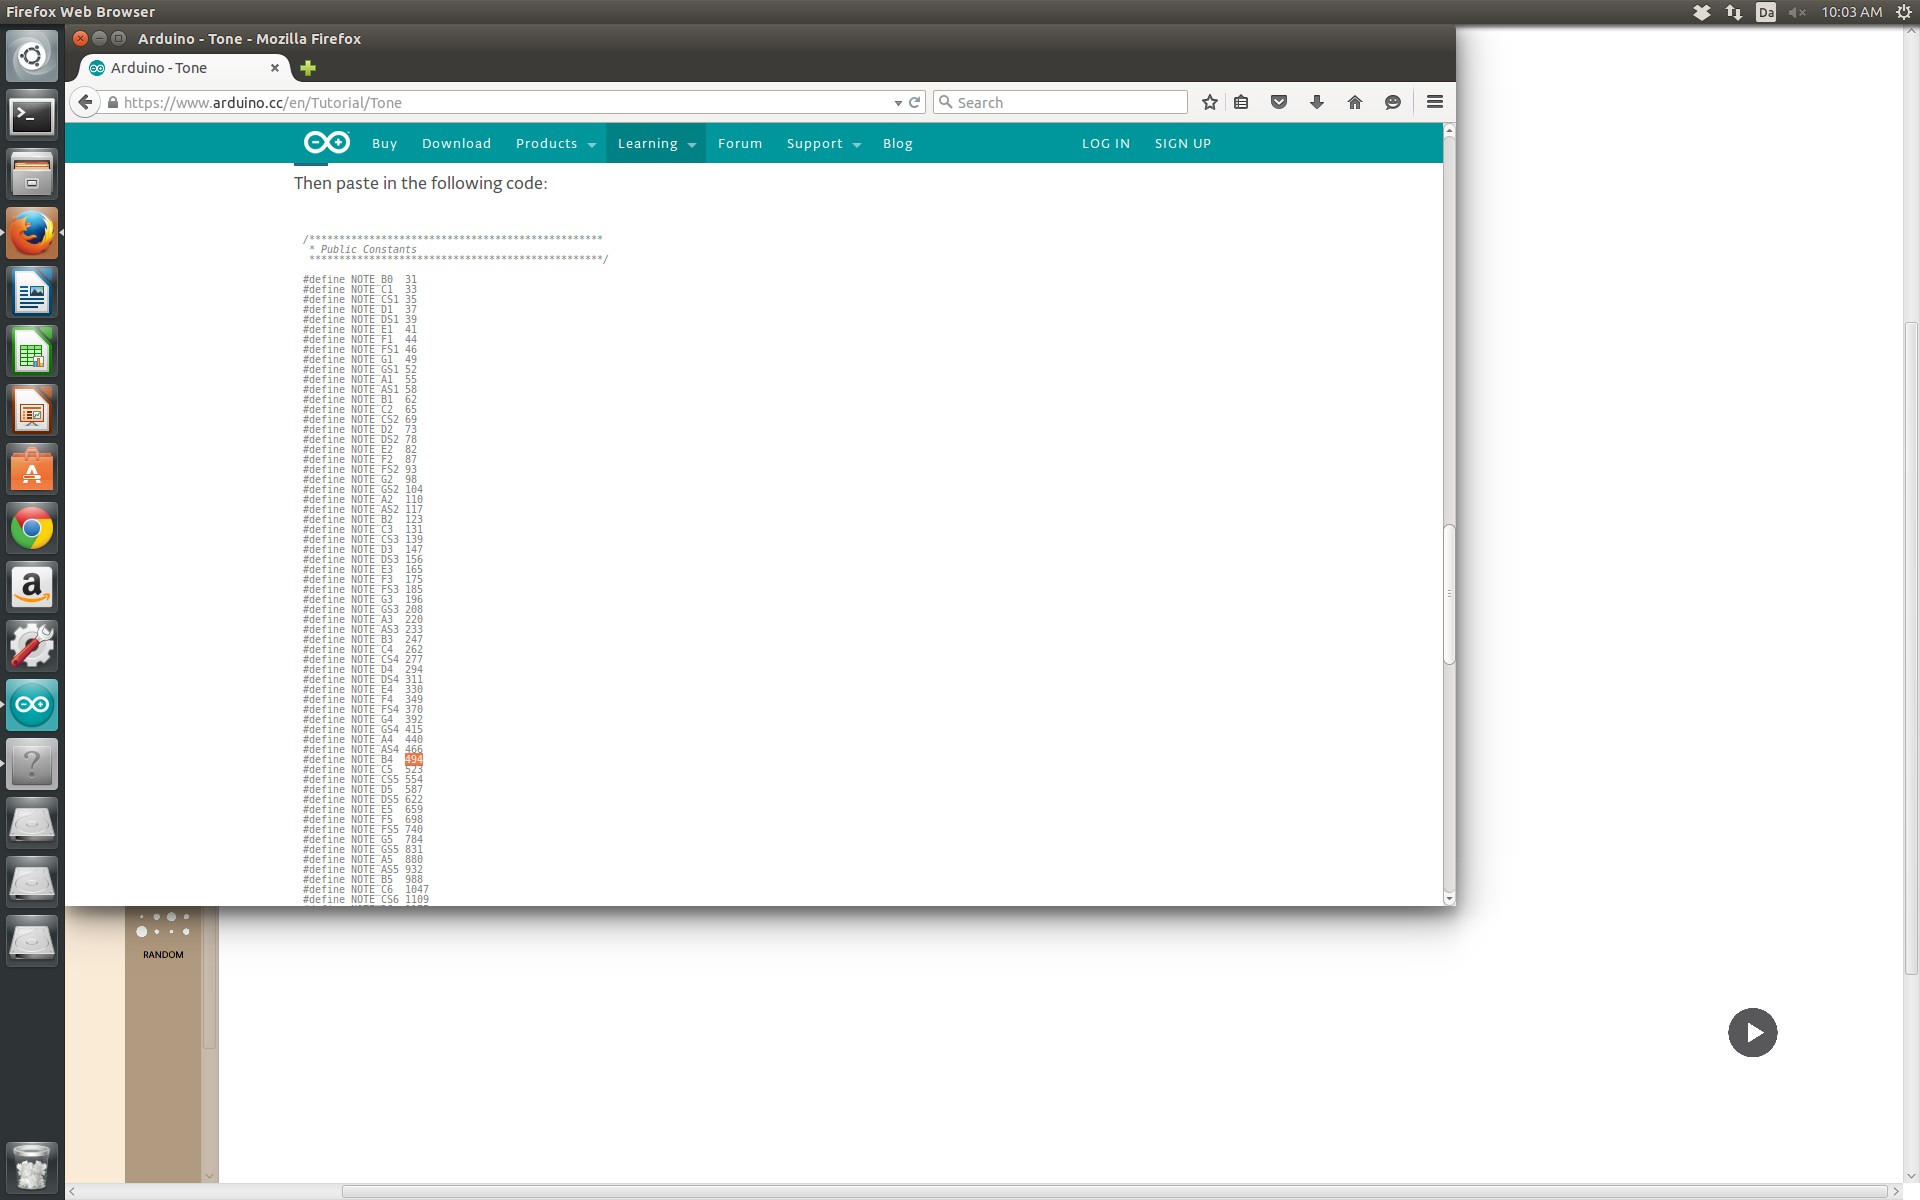 Firefox Web Browser
Da
10:03 AM
Arduino - Tone - Mozilla Firefox
Arduino - Tone
https://www.arduino.cc/en/Tutorial/Tone
Search
Buy Download Products Learning Forum Support Blog LOG IN SIGN UP
Then paste in the following code:
/*************************************************
* Public Constants
*************************************************/
#define NOTE_B0 31
#define NOTE_C1 33
#define NOTE_CS1 35
#define NOTE_D1 37
#define NOTE_DS1 39
#define NOTE_E1 41
#define NOTE_F1 44
#define NOTE_FS1 46
#define NOTE_G1 49
#define NOTE_GS1 52
#define NOTE_A1 55
#define NOTE_AS1 58
#define NOTE_B1 62
#define NOTE_C2 65
#define NOTE_CS2 69
#define NOTE_D2 73
#define NOTE_DS2 78
#define NOTE_E2 82
#define NOTE_F2 87
#define NOTE_FS2 93
#define NOTE_G2 98
#define NOTE_GS2 104
#define NOTE_A2 110
#define NOTE_AS2 117
#define NOTE_B2 123
#define NOTE_C3 131
#define NOTE_CS3 139
#define NOTE_D3 147
#define NOTE_DS3 156
#define NOTE_E3 165
#define NOTE_F3 175
#define NOTE_FS3 185
#define NOTE_G3 196
#define NOTE_GS3 208
#define NOTE_A3 220
#define NOTE_AS3 233
#define NOTE_B3 247
#define NOTE_C4 262
#define NOTE_CS4 277
#define NOTE_D4 294
#define NOTE_DS4 311
#define NOTE_E4 330
#define NOTE_F4 349
#define NOTE_FS4 370
#define NOTE_G4 392
#define NOTE_GS4 415
#define NOTE_A4 440
#define NOTE_AS4 466
#define NOTE_B4 494
#define NOTE_C5 523
#define NOTE_CS5 554
#define NOTE_D5 587
#define NOTE_DS5 622
#define NOTE_E5 659
#define NOTE_F5 698
#define NOTE_FS5 740
#define NOTE_G5 784
#define NOTE_GS5 831
#define NOTE_A5 880
#define NOTE_AS5 932
#define NOTE_B5 988
#define NOTE_C6 1047
#define NOTE_CS6 1109
RANDOM